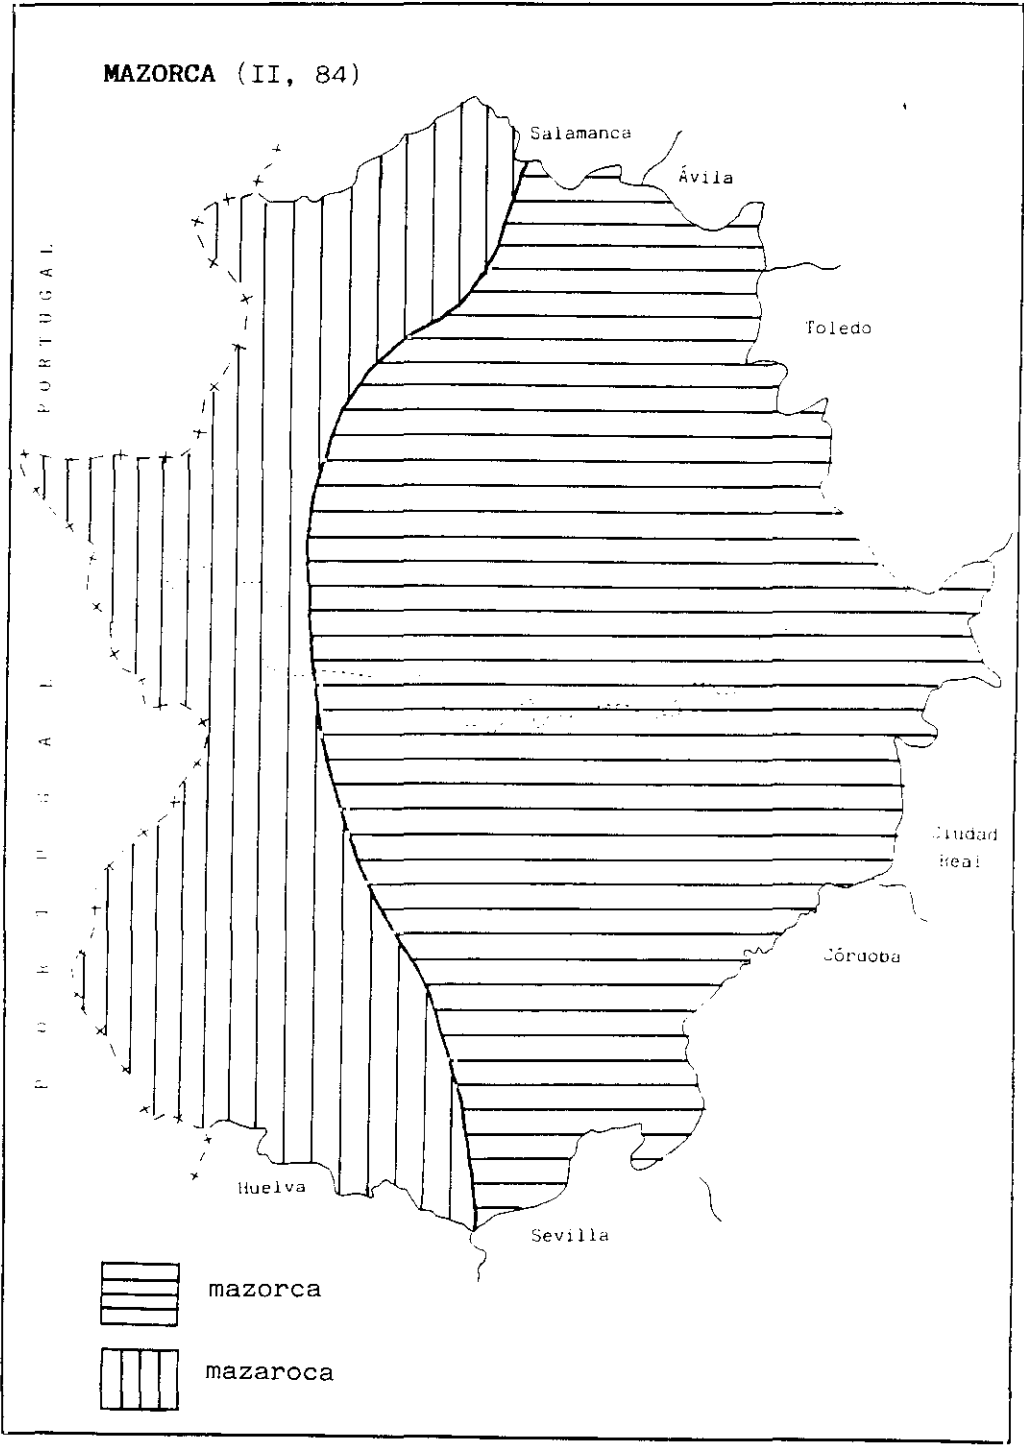 MAZORCA (II, 84)
Salamanca
Ávila
PORTUGAL
Toledo
PORTUGAL
Ciudad
Real
Córdoba
Huelva
Sevilla
mazorca
mazaroca